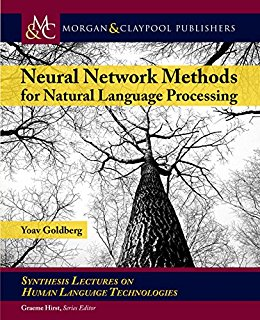 M&C
MORGAN & CLAYPOOL PUBLISHERS
Neural Network Methods
for Natural Language Processing
Yoav Goldberg
SYNTHESIS LECTURES ON
HUMAN LANGUAGE TECHNOLOGIES
Graeme Hirst, Series Editor